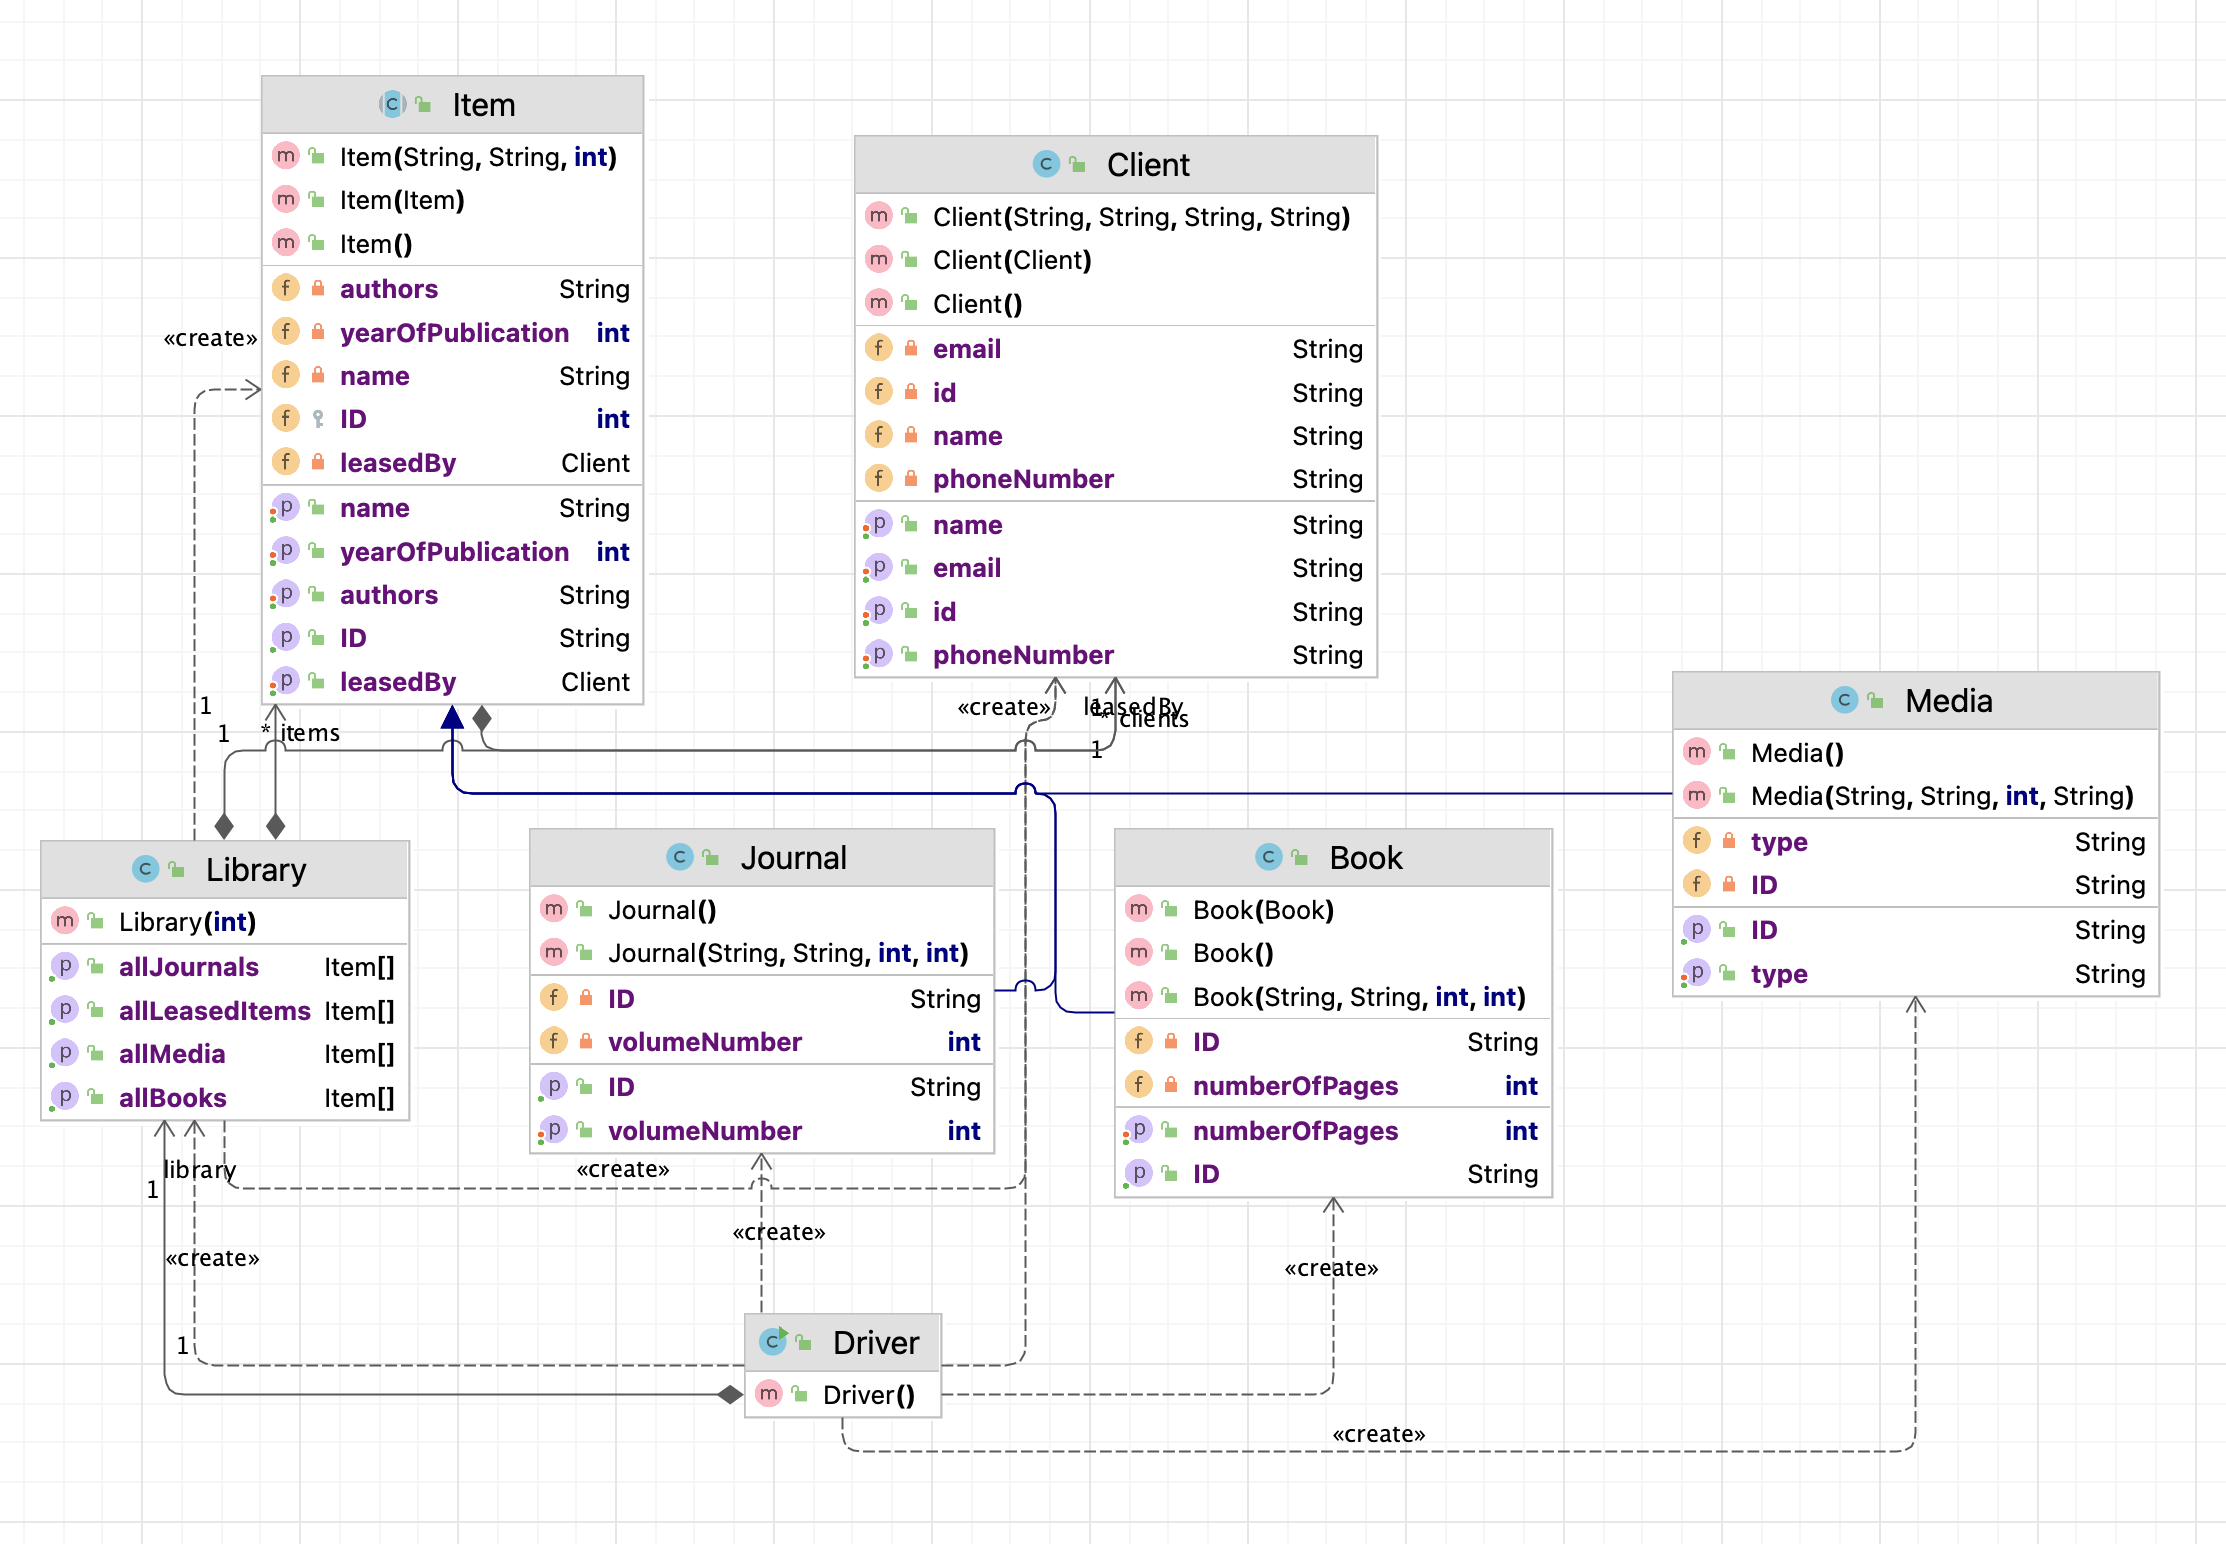 Item
Item(String, String, int)
Item(Item)
Item()
authors String
yearOfPublication int
name String
ID int
leasedBy Client
name String
yearOfPublication int
authors String
ID String
leasedBy Client
Client
Client(String, String, String, String)
Client(Client)
Client()
email String
id String
name String
phoneNumber String
name String
email String
id String
phoneNumber String
«create»
1
1
* items
«create»
leasedBy
1
* clients
1
Media
Media()
Media(String, String, int, String)
type String
ID String
ID String
type String
Library
Library(int)
allJournals Item[]
allLeasedItems Item[]
allMedia Item[]
allBooks Item[]
Journal
Journal()
Journal(String, String, int, int)
ID String
volumeNumber int
ID String
volumeNumber int
Book
Book(Book)
Book()
Book(String, String, int, int)
ID String
numberOfPages int
numberOfPages int
ID String
library
1
«create»
«create»
«create»
«create»
1
Driver
Driver()
«create»